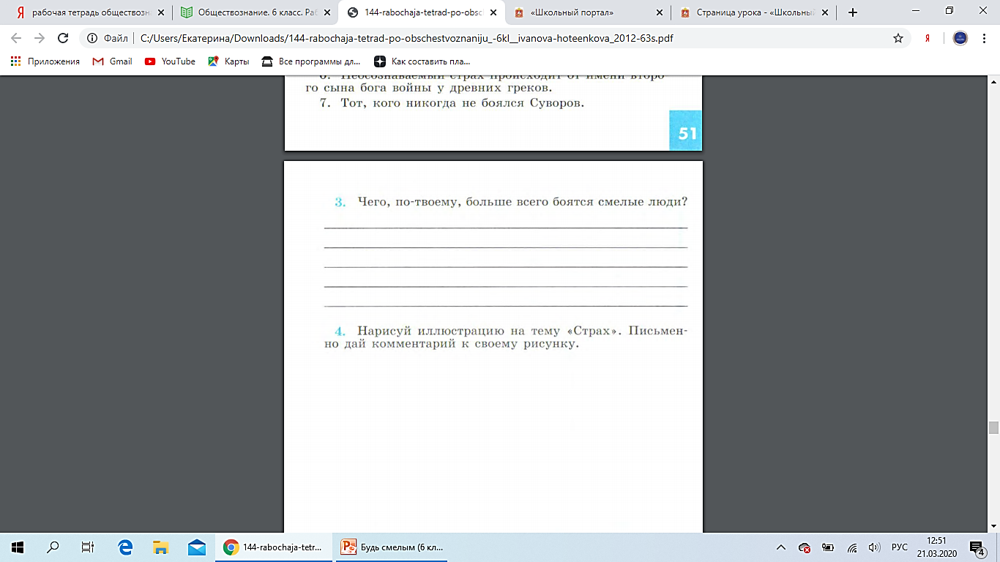 рабочая тетрадь обществозн
Обществознание. 6 класс. Раб
144-rabochaja-tetrad-po-obsc
«Школьный портал»
Страница урока - «Школьный
Файл
C:/Users/Екатерина/Downloads/144-rabochaja-tetrad-po-obschestvoznaniju_-6kl__ivanova-hoteenkova_2012-63s.pdf
Приложения
Gmail
YouTube
Карты
Все программы дл...
Как составить пла...
6. Неосознаваемый страх происходит от имени второ-
го сына бога войны у древних греков.
7. Тот, кого никогда не боялся Суворов.
51
3. Чего, по-твоему, больше всего боятся смелые люди?
4. Нарисуй иллюстрацию на тему «Страх». Письмен-
но дай комментарий к своему рисунку.
144-rabochaja-tetr...
Будь смелым (6 кл...
РУС
12:51
21.03.2020
4